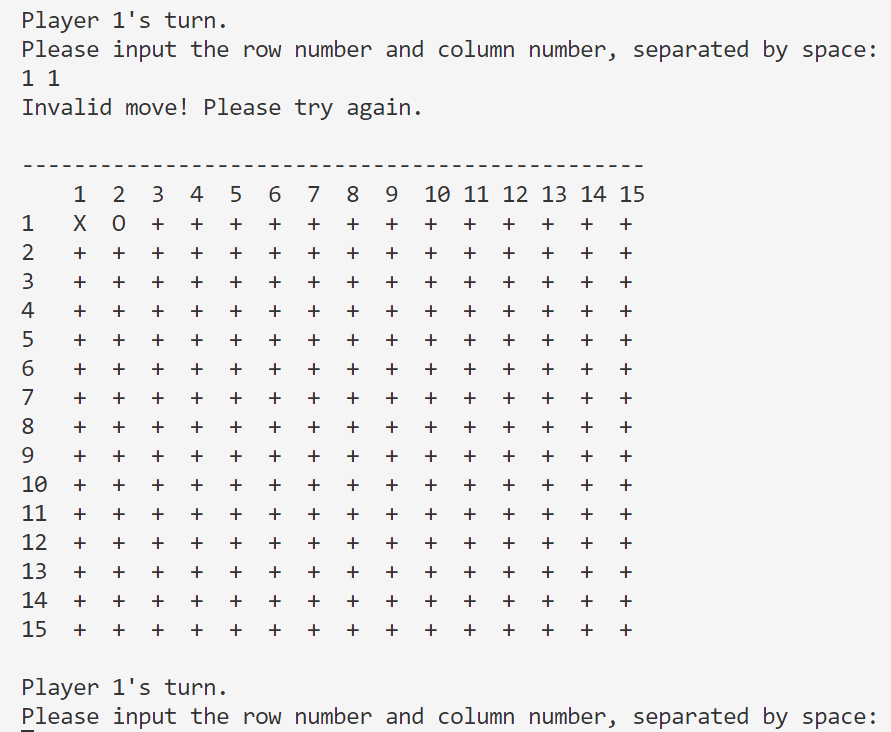 Player 1's turn.
Please input the row number and column number, separated by space:
1 1
Invalid move! Please try again.

------------------------------------------------
    1  2  3  4  5  6  7  8  9  10 11 12 13 14 15
1   X  O  +  +  +  +  +  +  +  +  +  +  +  +  +
2   +  +  +  +  +  +  +  +  +  +  +  +  +  +  +
3   +  +  +  +  +  +  +  +  +  +  +  +  +  +  +
4   +  +  +  +  +  +  +  +  +  +  +  +  +  +  +
5   +  +  +  +  +  +  +  +  +  +  +  +  +  +  +
6   +  +  +  +  +  +  +  +  +  +  +  +  +  +  +
7   +  +  +  +  +  +  +  +  +  +  +  +  +  +  +
8   +  +  +  +  +  +  +  +  +  +  +  +  +  +  +
9   +  +  +  +  +  +  +  +  +  +  +  +  +  +  +
10  +  +  +  +  +  +  +  +  +  +  +  +  +  +  +
11  +  +  +  +  +  +  +  +  +  +  +  +  +  +  +
12  +  +  +  +  +  +  +  +  +  +  +  +  +  +  +
13  +  +  +  +  +  +  +  +  +  +  +  +  +  +  +
14  +  +  +  +  +  +  +  +  +  +  +  +  +  +  +
15  +  +  +  +  +  +  +  +  +  +  +  +  +  +  +

Player 1's turn.
Please input the row number and column number, separated by space: